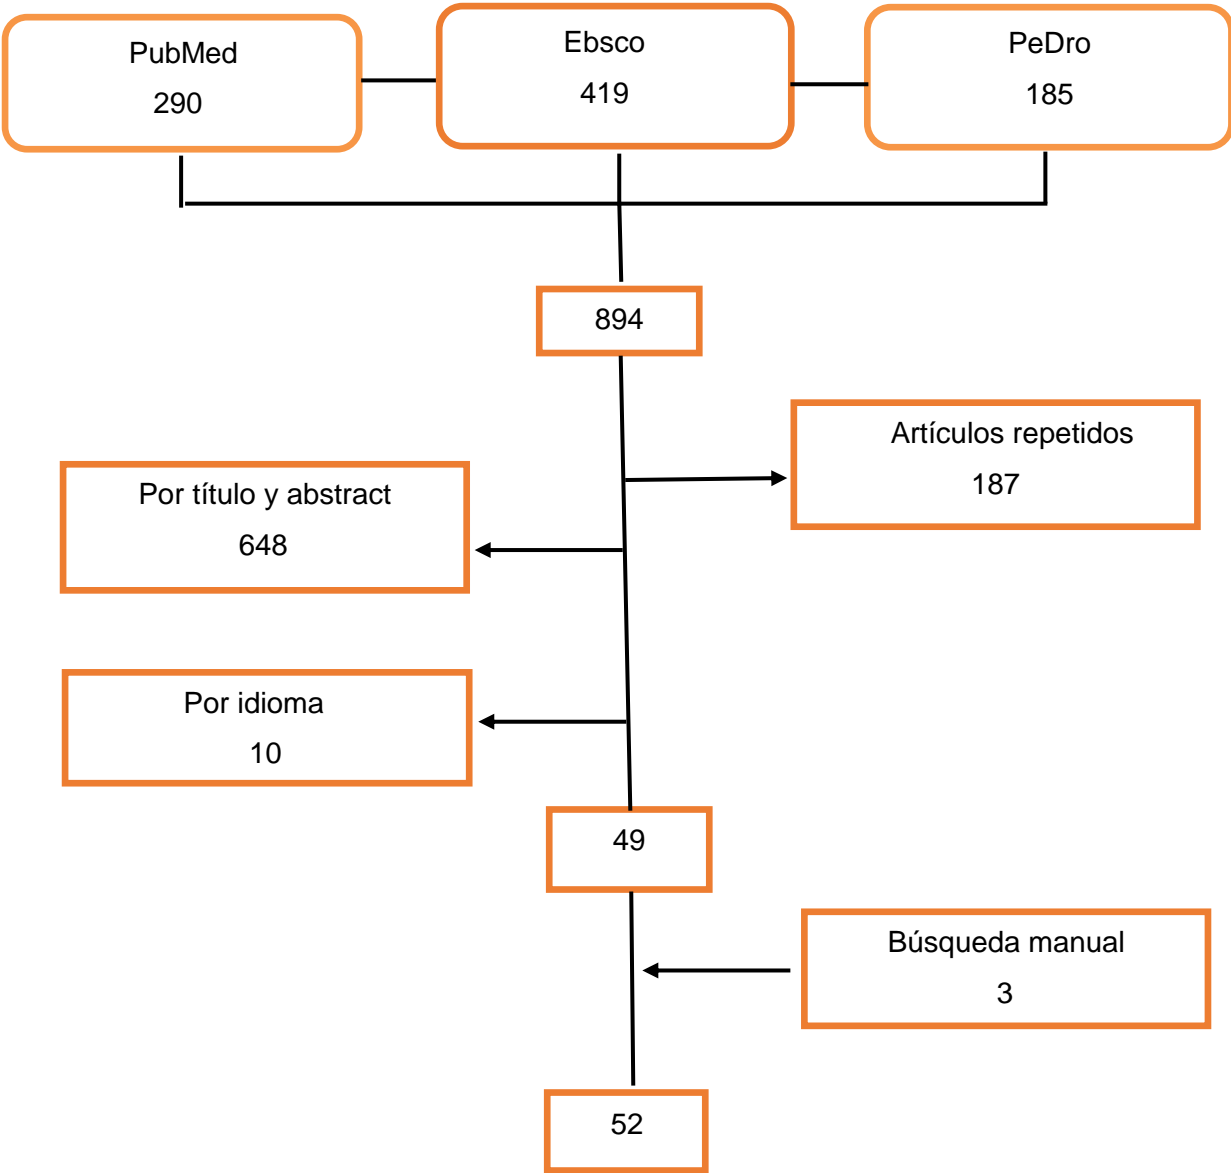 PubMed
290
Ebsco
419
PeDro
185
894
Artículos repetidos
187
Por título y abstract
648
Por idioma
10
49
Búsqueda manual
3
52